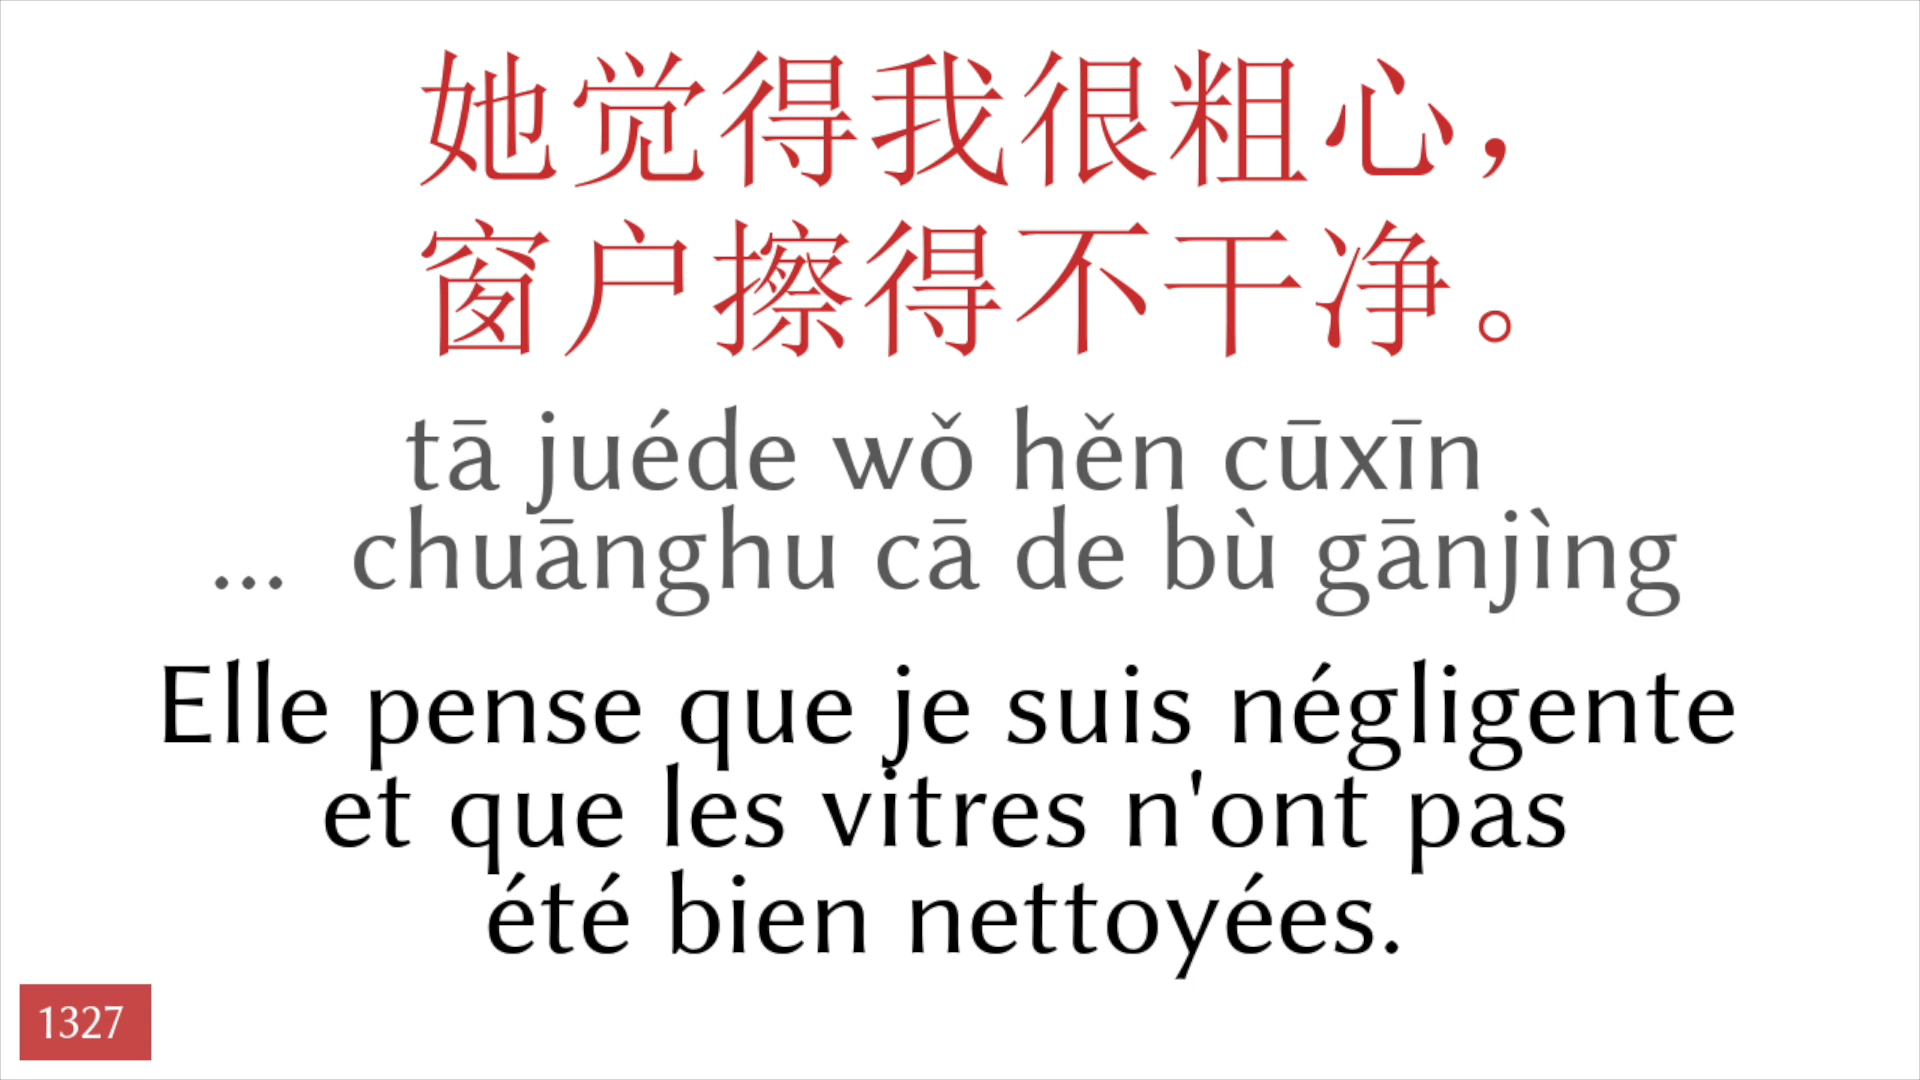 她觉得我很粗心，
窗户擦得不干净。
tā juéde wǒ hěn cūxīn
... chuānghu cā de bù gānjìng
Elle pense que je suis négligente
et que les vitres n'ont pas
été bien nettoyées.
1327